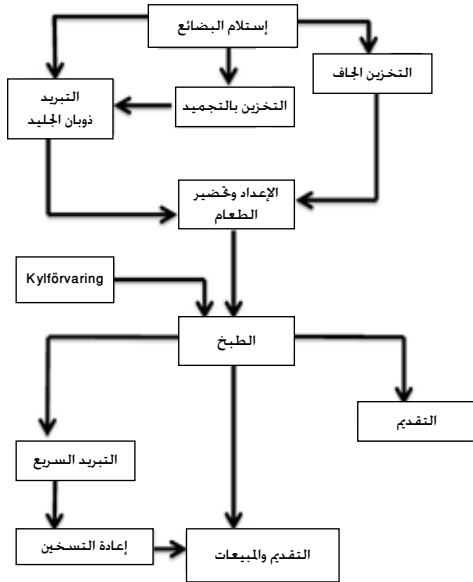 إستلام البضائع
التخزين الجاف
التبريد
ذوبان الجليد
التخزين بالتجميد
الإعداد وتحضير
الطعام
Kylförvaring
الطبخ
التقديم
التبريد السريع
إعادة التسخين
التقديم والمبيعات